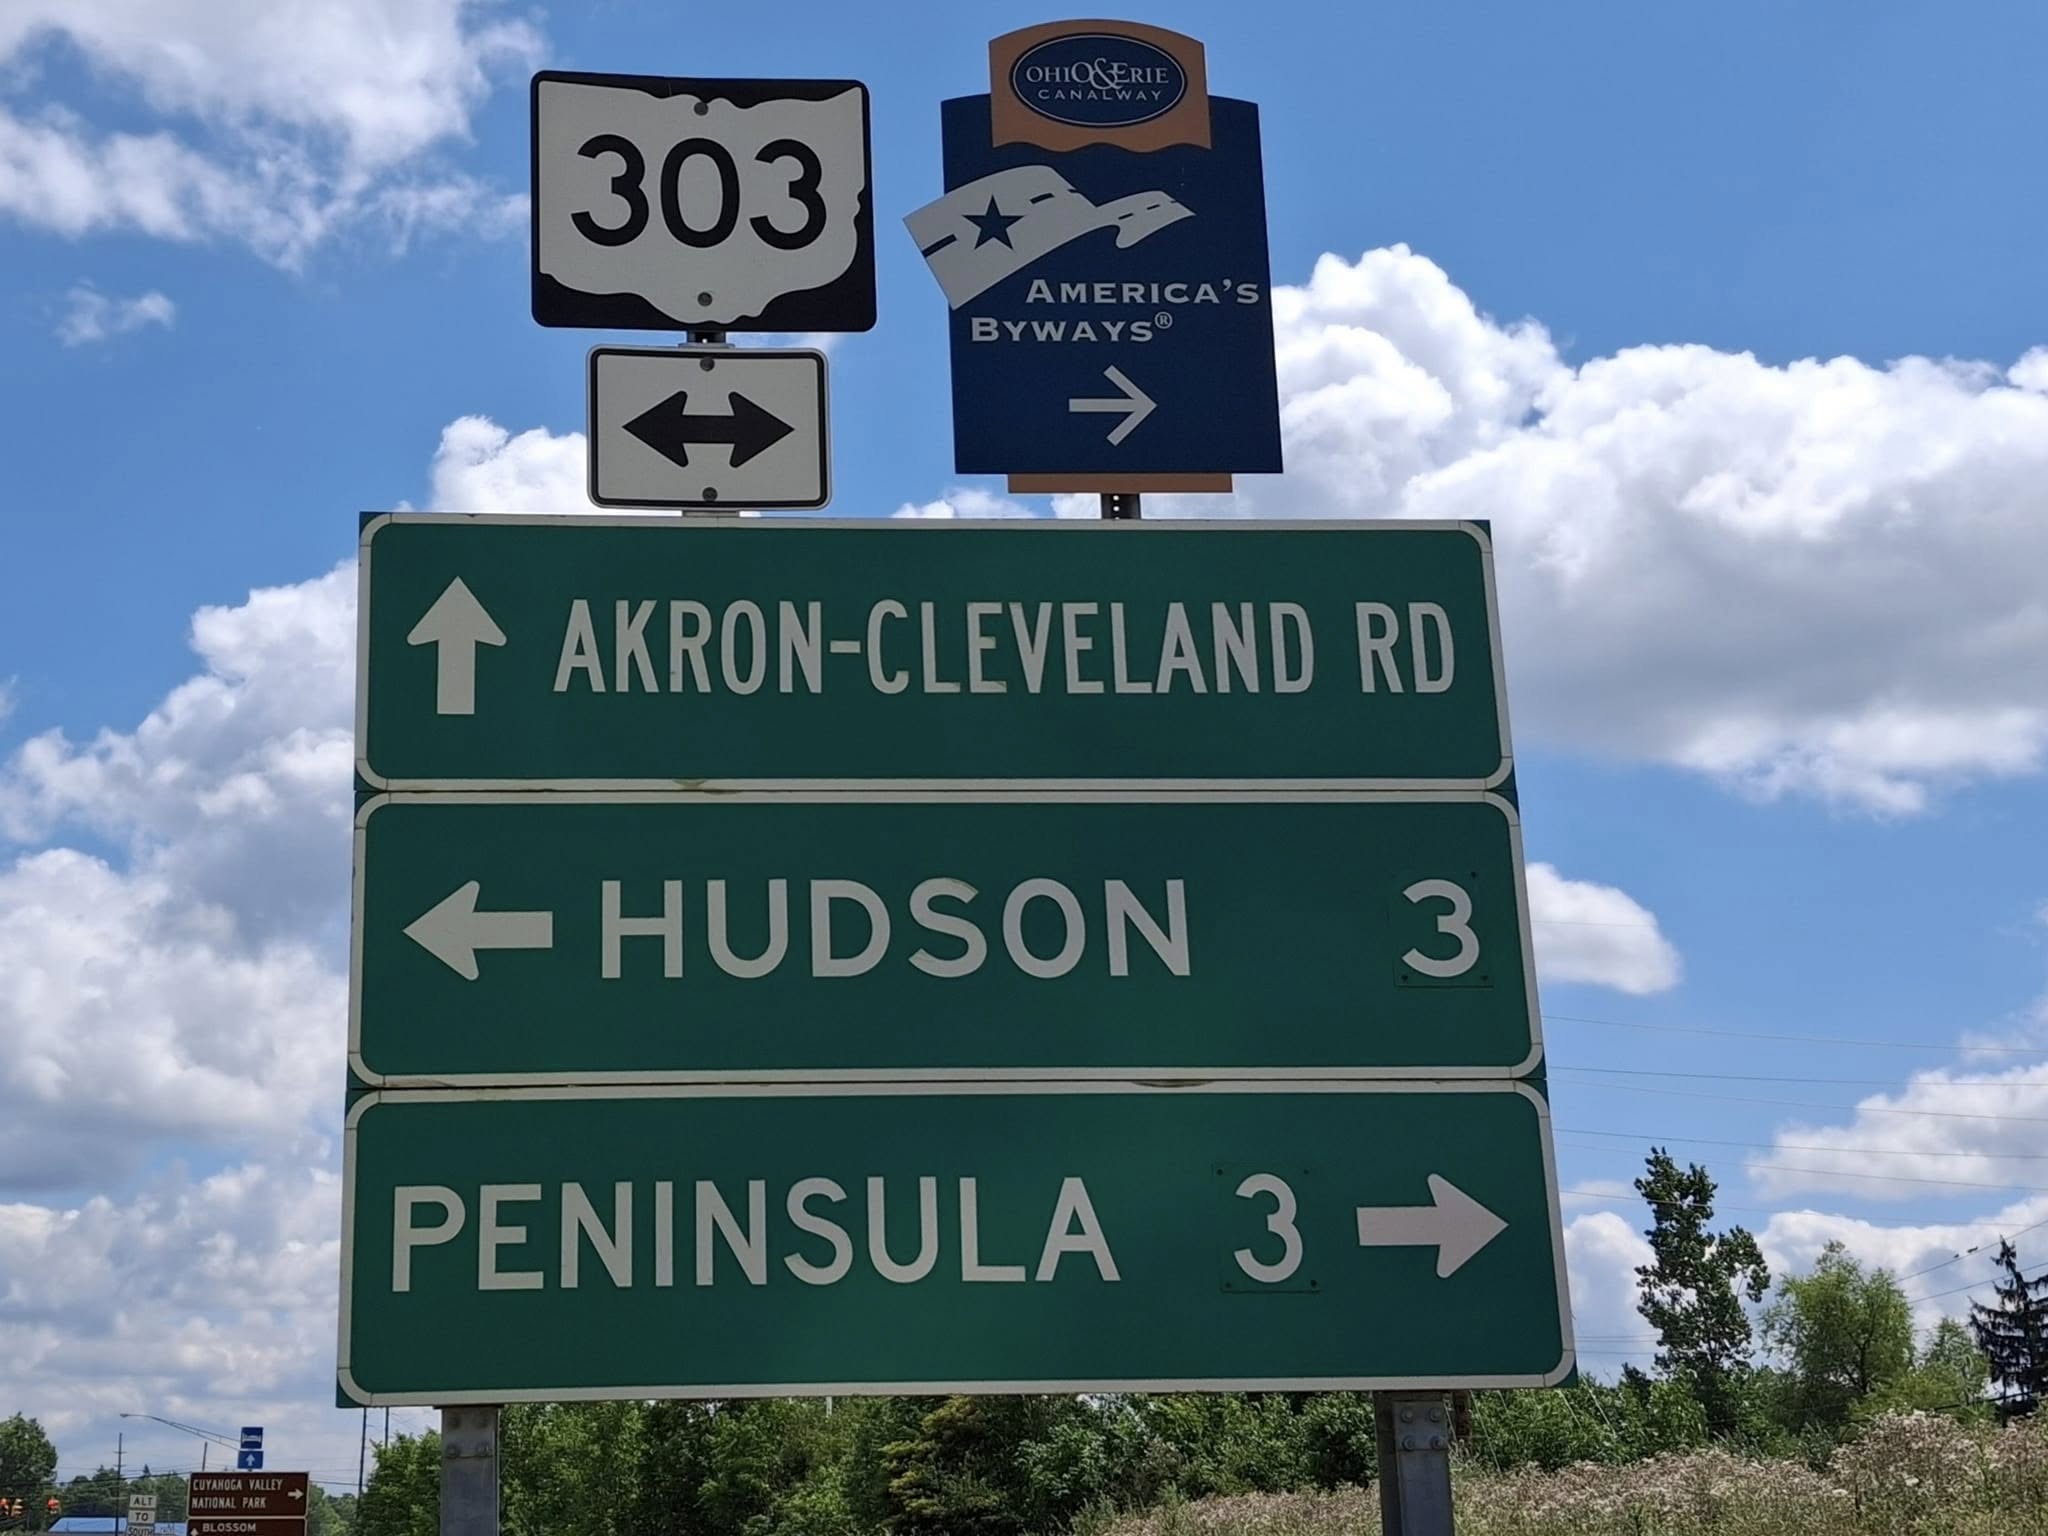 303
OHIO & ERIE
CANALWAY
AMERICA'S
BYWAYS®
AKRON-CLEVELAND RD
HUDSON 3
PENINSULA 3
CUYAHOGA VALLEY
NATIONAL PARK
BLOSSOM
ALT
TO
SOUTH